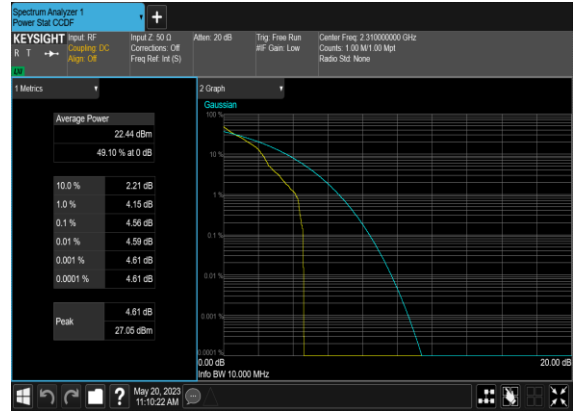 Spectrum Analyzer 1
Power Stat CCDF
KEYSIGHT
R T
LXI
Input: RF
Coupling: DC
Align: Off
Input Z: 50 Ω
Corrections: Off
Freq Ref: Int (S)
Atten: 20 dB
Trig: Free Run
#IF Gain: Low
Center Freq: 2.310000000 GHz
Counts: 1.00 M/1.00 Mpt
Radio Std: None
1 Metrics
Average Power
22.44 dBm
49.10 % at 0 dB
10.0 % 2.21 dB
1.0 % 4.15 dB
0.1 % 4.56 dB
0.01 % 4.59 dB
0.001 % 4.61 dB
0.0001 % 4.61 dB
Peak 4.61 dB
27.05 dBm
2 Graph
Gaussian
100 %
10 %
1 %
0.1 %
0.01 %
0.001 %
0.0001 %
0.00 dB 20.00 dB
Info BW 10.000 MHz
May 20, 2023
11:10:22 AM